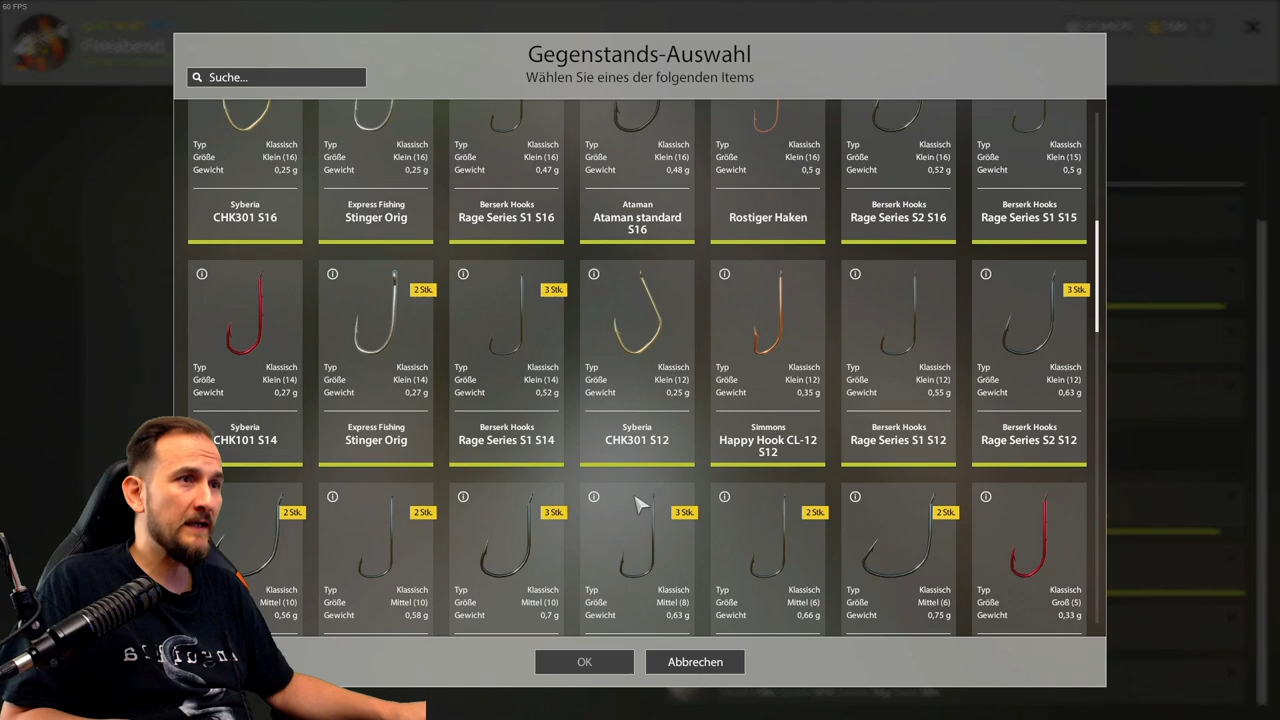 60 FPS
Gegenstands-Auswahl
Suche...
Wählen Sie eines der folgenden Items
Typ Klassisch
Größe Klein (16)
Gewicht 0,25 g
Syberia
CHK301 S16
Typ Klassisch
Größe Klein (16)
Gewicht 0,25 g
Express Fishing
Stinger Orig
Typ Klassisch
Größe Klein (16)
Gewicht 0,47 g
Berserk Hooks
Rage Series S1 S16
Typ Klassisch
Größe Klein (16)
Gewicht 0,48 g
Ataman
Ataman standard
S16
Typ Klassisch
Größe Klein (16)
Gewicht 0,5 g
Rostiger Haken
Typ Klassisch
Größe Klein (16)
Gewicht 0,52 g
Berserk Hooks
Rage Series S2 S16
Typ Klassisch
Größe Klein (15)
Gewicht 0,5 g
Berserk Hooks
Rage Series S1 S15
Typ Klassisch
Größe Klein (14)
Gewicht 0,27 g
Syberia
CHK101 S14
2 Stk.
Typ Klassisch
Größe Klein (14)
Gewicht 0,27 g
Express Fishing
Stinger Orig
3 Stk.
Typ Klassisch
Größe Klein (14)
Gewicht 0,52 g
Berserk Hooks
Rage Series S1 S14
Typ Klassisch
Größe Klein (12)
Gewicht 0,25 g
Syberia
CHK301 S12
Typ Klassisch
Größe Klein (12)
Gewicht 0,35 g
Simmons
Happy Hook CL-12
S12
Typ Klassisch
Größe Klein (12)
Gewicht 0,55 g
Berserk Hooks
Rage Series S1 S12
3 Stk.
Typ Klassisch
Größe Klein (12)
Gewicht 0,63 g
Berserk Hooks
Rage Series S2 S12
2 Stk.
Klassisch
Mittel (10)
0,56 g
2 Stk.
Typ Klassisch
Größe Mittel (10)
Gewicht 0,58 g
3 Stk.
Typ Klassisch
Größe Mittel (10)
Gewicht 0,7 g
3 Stk.
Typ Klassisch
Größe Mittel (8)
Gewicht 0,63 g
2 Stk.
Typ Klassisch
Größe Mittel (6)
Gewicht 0,66 g
2 Stk.
Typ Klassisch
Größe Mittel (6)
Gewicht 0,75 g
Typ Klassisch
Größe Groß (5)
Gewicht 0,33 g
OK
Abbrechen